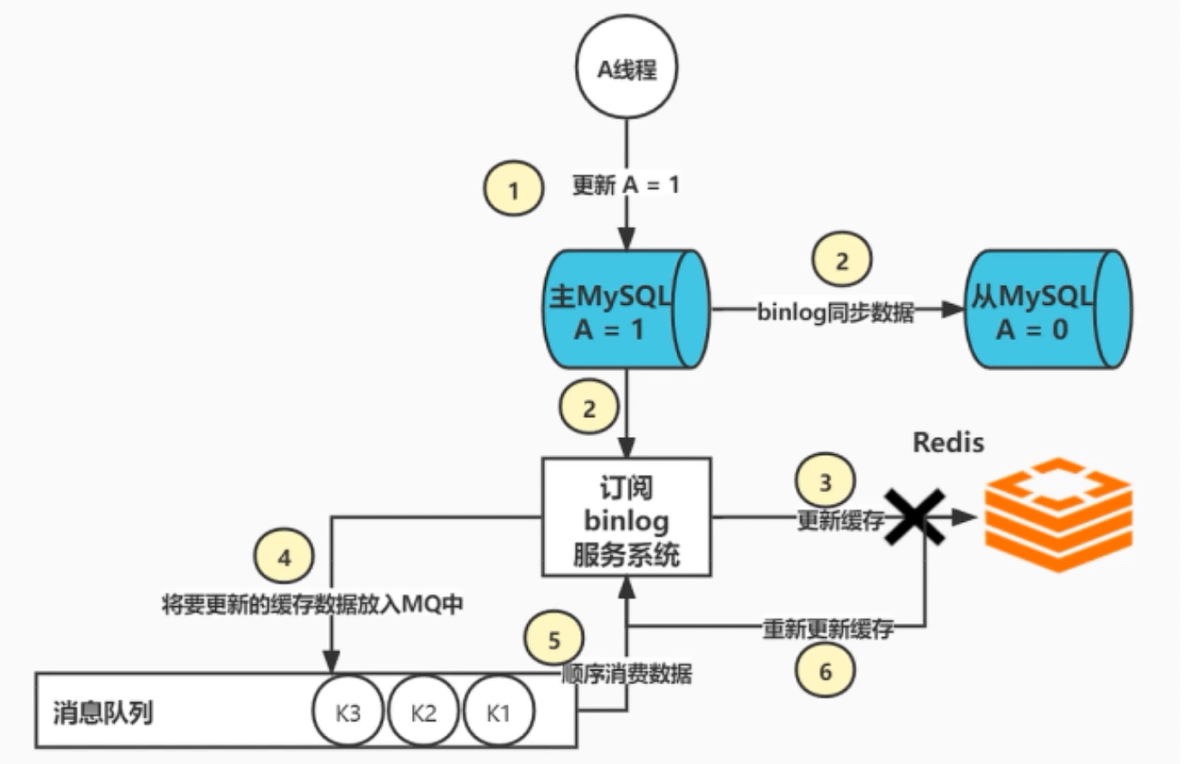 A线程
1
更新 A = 1
2
主MySQL
A = 1
binlog同步数据
从MySQL
A = 0
2
Redis
订阅
binlog
服务系统
3
更新缓存
4
将要更新的缓存数据放入MQ中
5
重新更新缓存
顺序消费数据
6
消息队列
K3
K2
K1